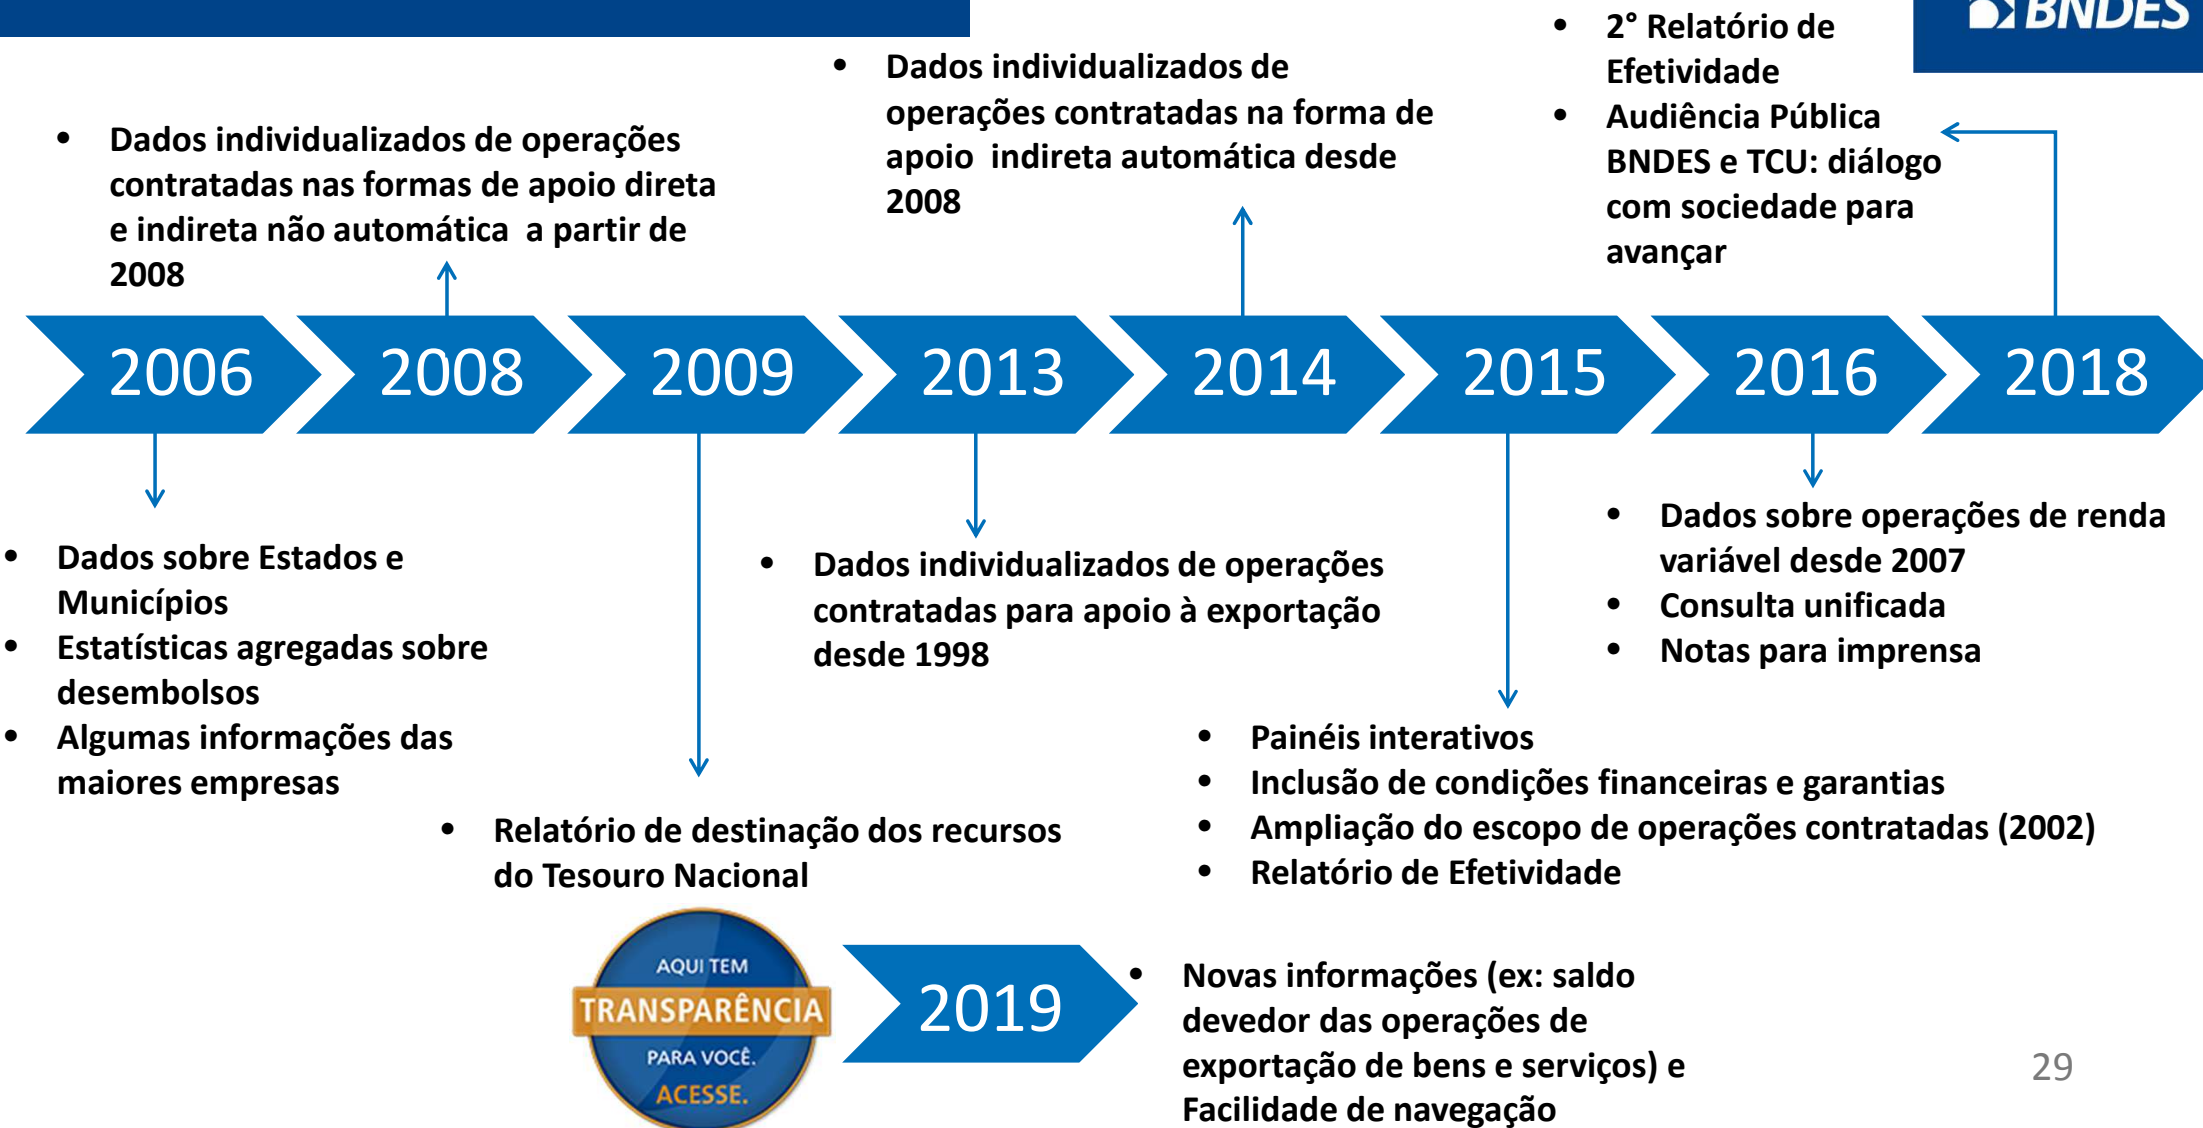 BNDES
• 2° Relatório de
Efetividade
• Audiência Pública
BNDES e TCU: diálogo
com sociedade para
avançar
• Dados individualizados de
operações contratadas na forma de
apoio indireta automática desde
2008
• Dados individualizados de operações
contratadas nas formas de apoio direta
e indireta não automática a partir de
2008
2006
2008
2009
2013
2014
2015
2016
2018
• Dados sobre Estados e
Municípios
• Estatísticas agregadas sobre
desembolsos
• Algumas informações das
maiores empresas
• Relatório de destinação dos recursos
do Tesouro Nacional
• Dados individualizados de operações
contratadas para apoio à exportação
desde 1998
• Painéis interativos
• Inclusão de condições financeiras e garantias
• Ampliação do escopo de operações contratadas (2002)
• Relatório de Efetividade
• Dados sobre operações de renda
variável desde 2007
• Consulta unificada
• Notas para imprensa
AQUI TEM
TRANSPARÊNCIA
PARA VOCÊ.
ACESSE.
2019
• Novas informações (ex: saldo
devedor das operações de
exportação de bens e serviços) e
Facilidade de navegação
29